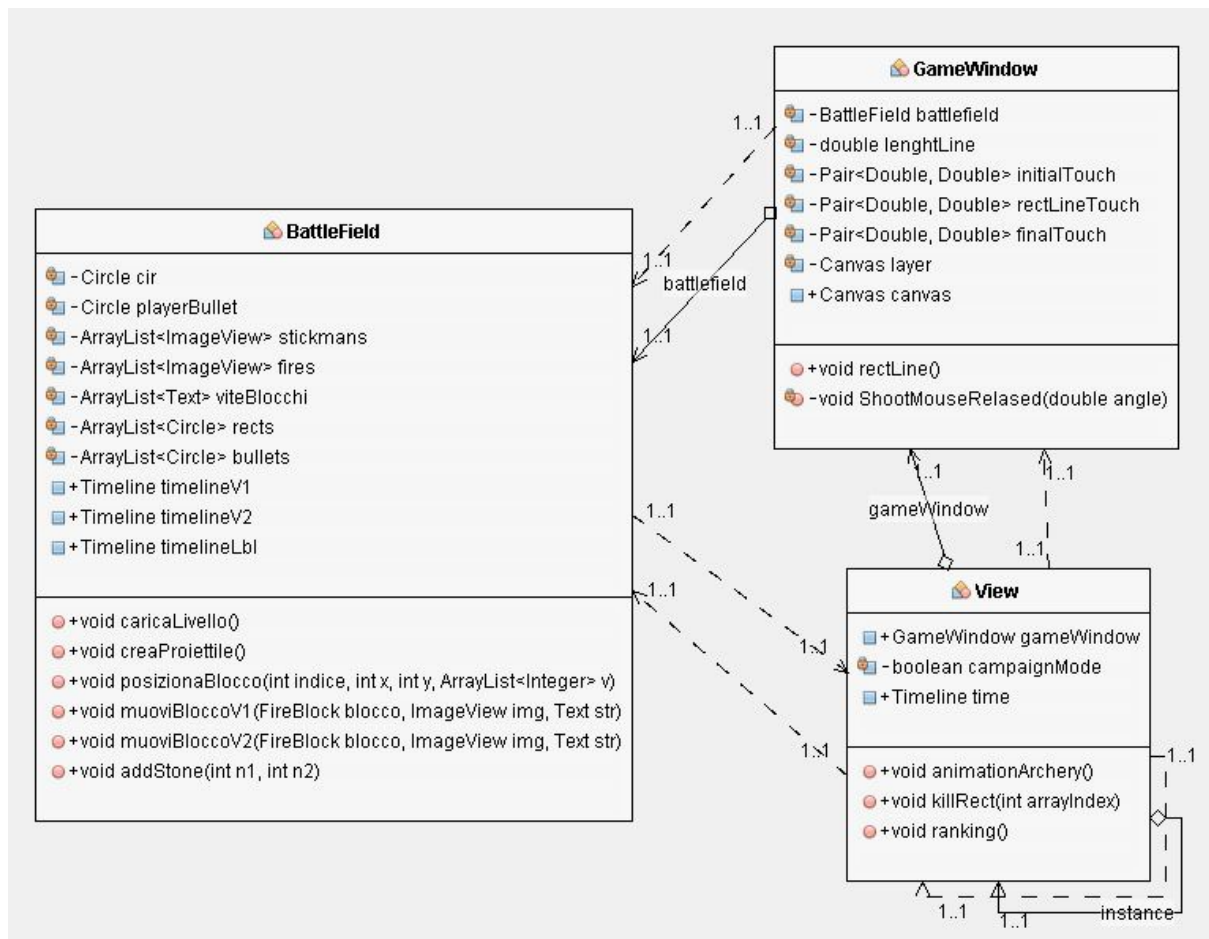 GameWindow
-BattleField battlefield
-double lenghtLine
-Pair<Double, Double> initialTouch
-Pair<Double, Double> rectLineTouch
-Pair<Double, Double> finalTouch
-Canvas layer
+Canvas canvas
+void rectLine()
-void ShootMouseRelased(double angle)
1..1
1..1
battlefield
1..1
BattleField
-Circle cir
-Circle playerBullet
-ArrayList<ImageView> stickmans
-ArrayList<ImageView> fires
-ArrayList<Text> viteBlocchi
-ArrayList<Circle> rects
-ArrayList<Circle> bullets
+Timeline timelineV1
+Timeline timelineV2
+Timeline timelineLbl
+void caricaLivello()
+void creaProiettile()
+void posizionaBlocco(int indice, int x, int y, ArrayList<Integer> v)
+void muoviBloccoV1(FireBlock blocco, ImageView img, Text str)
+void muoviBloccoV2(FireBlock blocco, ImageView img, Text str)
+void addStone(int n1, int n2)
1..1
1..1
gameWindow
1..1
1..1
1..1
1..1
1..1
View
+GameWindow gameWindow
-boolean campaignMode
+Timeline time
+void animationArchery()
+void killRect(int arrayIndex)
+void ranking()
1..1
1..1
1..1
instance